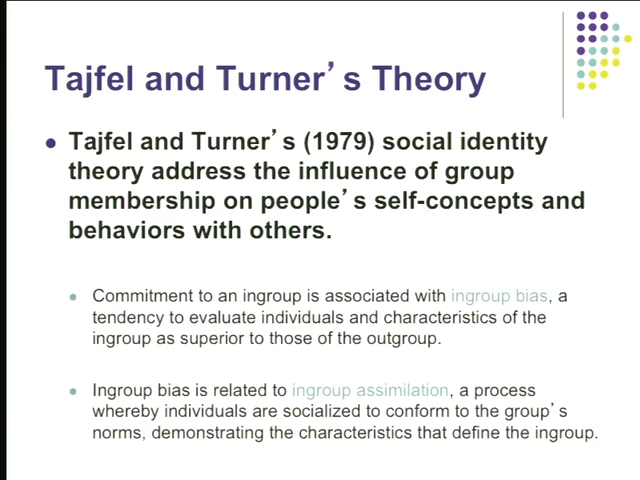 Tajfel and Turner’s Theory
Tajfel and Turner’s (1979) social identity
theory address the influence of group
membership on people’s self-concepts and
behaviors with others.
Commitment to an ingroup is associated with ingroup bias, a
tendency to evaluate individuals and characteristics of the
ingroup as superior to those of the outgroup.
Ingroup bias is related to ingroup assimilation, a process
whereby individuals are socialized to conform to the group’s
norms, demonstrating the characteristics that define the ingroup.